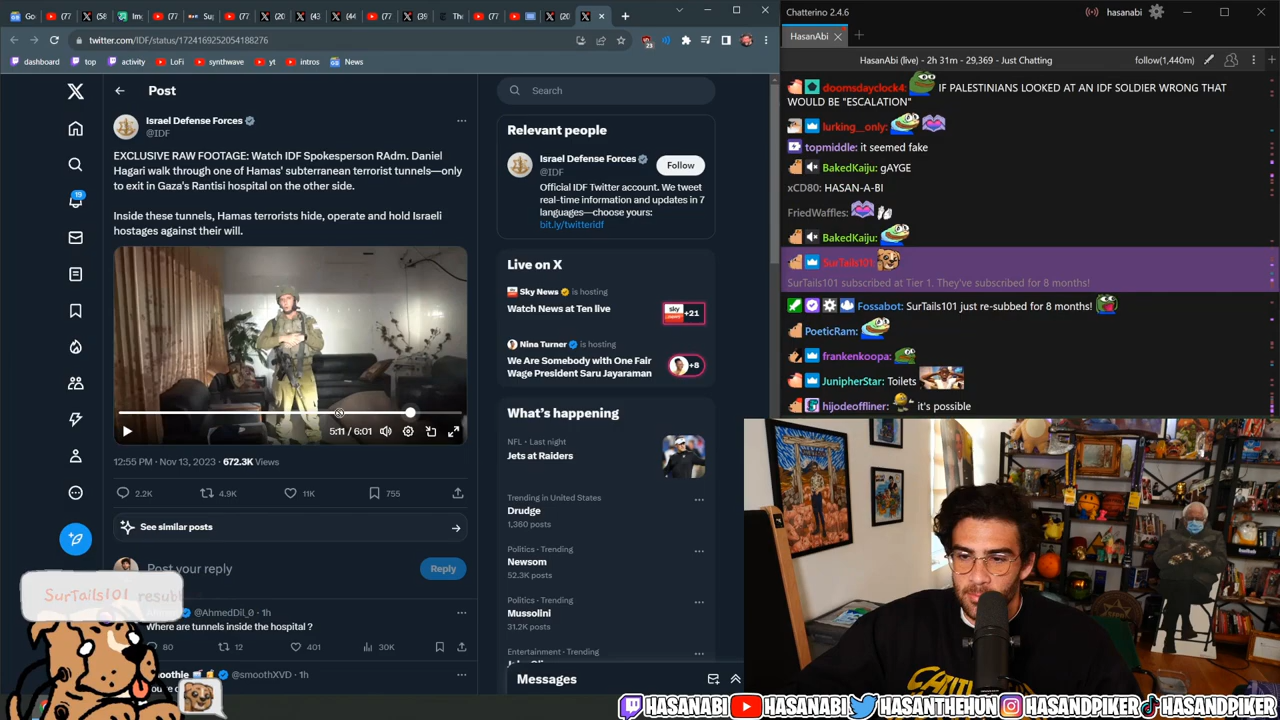 twitter.com/IDF/status/1724169252054188276
dashboard
top
activity
LoFi
synthwave
yt
intros
News
Post
Israel Defense Forces
@IDF
EXCLUSIVE RAW FOOTAGE: Watch IDF Spokesperson RAdm. Daniel
Hagari walk through one of Hamas' subterranean terrorist tunnels—only
to exit in Gaza's Rantisi hospital on the other side.
Inside these tunnels, Hamas terrorists hide, operate and hold Israeli
hostages against their will.
5:11 / 6:01
12:55 PM · Nov 13, 2023 · 672.3K Views
2.2K
4.9K
11K
755
See similar posts
Post your reply
Reply
@AhmedDil_0 · 1h
Where are tunnels inside the hospital ?
80
12
401
30K
@smoothXVD · 1h
19
SurTails101
Search
Relevant people
Israel Defense Forces
@IDF
Follow
Official IDF Twitter account. We tweet
real-time information and updates in 7
languages—choose yours:
bit.ly/twitteridf
Live on X
Sky News is hosting
Watch News at Ten live
+21
Nina Turner is hosting
We Are Somebody with One Fair
Wage President Saru Jayaraman
+8
What's happening
NFL · Last night
Jets at Raiders
Trending in United States
Drudge
1,360 posts
Politics · Trending
Newsom
52.3K posts
Politics · Trending
Mussolini
31.2K posts
Entertainment · Trending
Messages
Chatterino 2.4.6
hasanabi
HasanAbi
HasanAbi (live) - 2h 31m - 29,369 - Just Chatting
follow(1,440m)
doomsdayclock4: IF PALESTINIANS LOOKED AT AN IDF SOLDIER WRONG THAT
WOULD BE "ESCALATION"
lurking__only:
topmiddle: it seemed fake
BakedKaiju: gAYGE
xCD80: HASAN-A-BI
FriedWaffles:
BakedKaiju:
SurTails101:
SurTails101 subscribed at Tier 1. They've subscribed for 8 months!
Fossabot: SurTails101 just re-subbed for 8 months!
PoeticRam:
frankenkoopa:
JunipherStar: Toilets
hijodeoffliner: it's possible
HASANABI
HASANABI
HASANTHEHUN
HASANDPIKER
HASANDPIKER